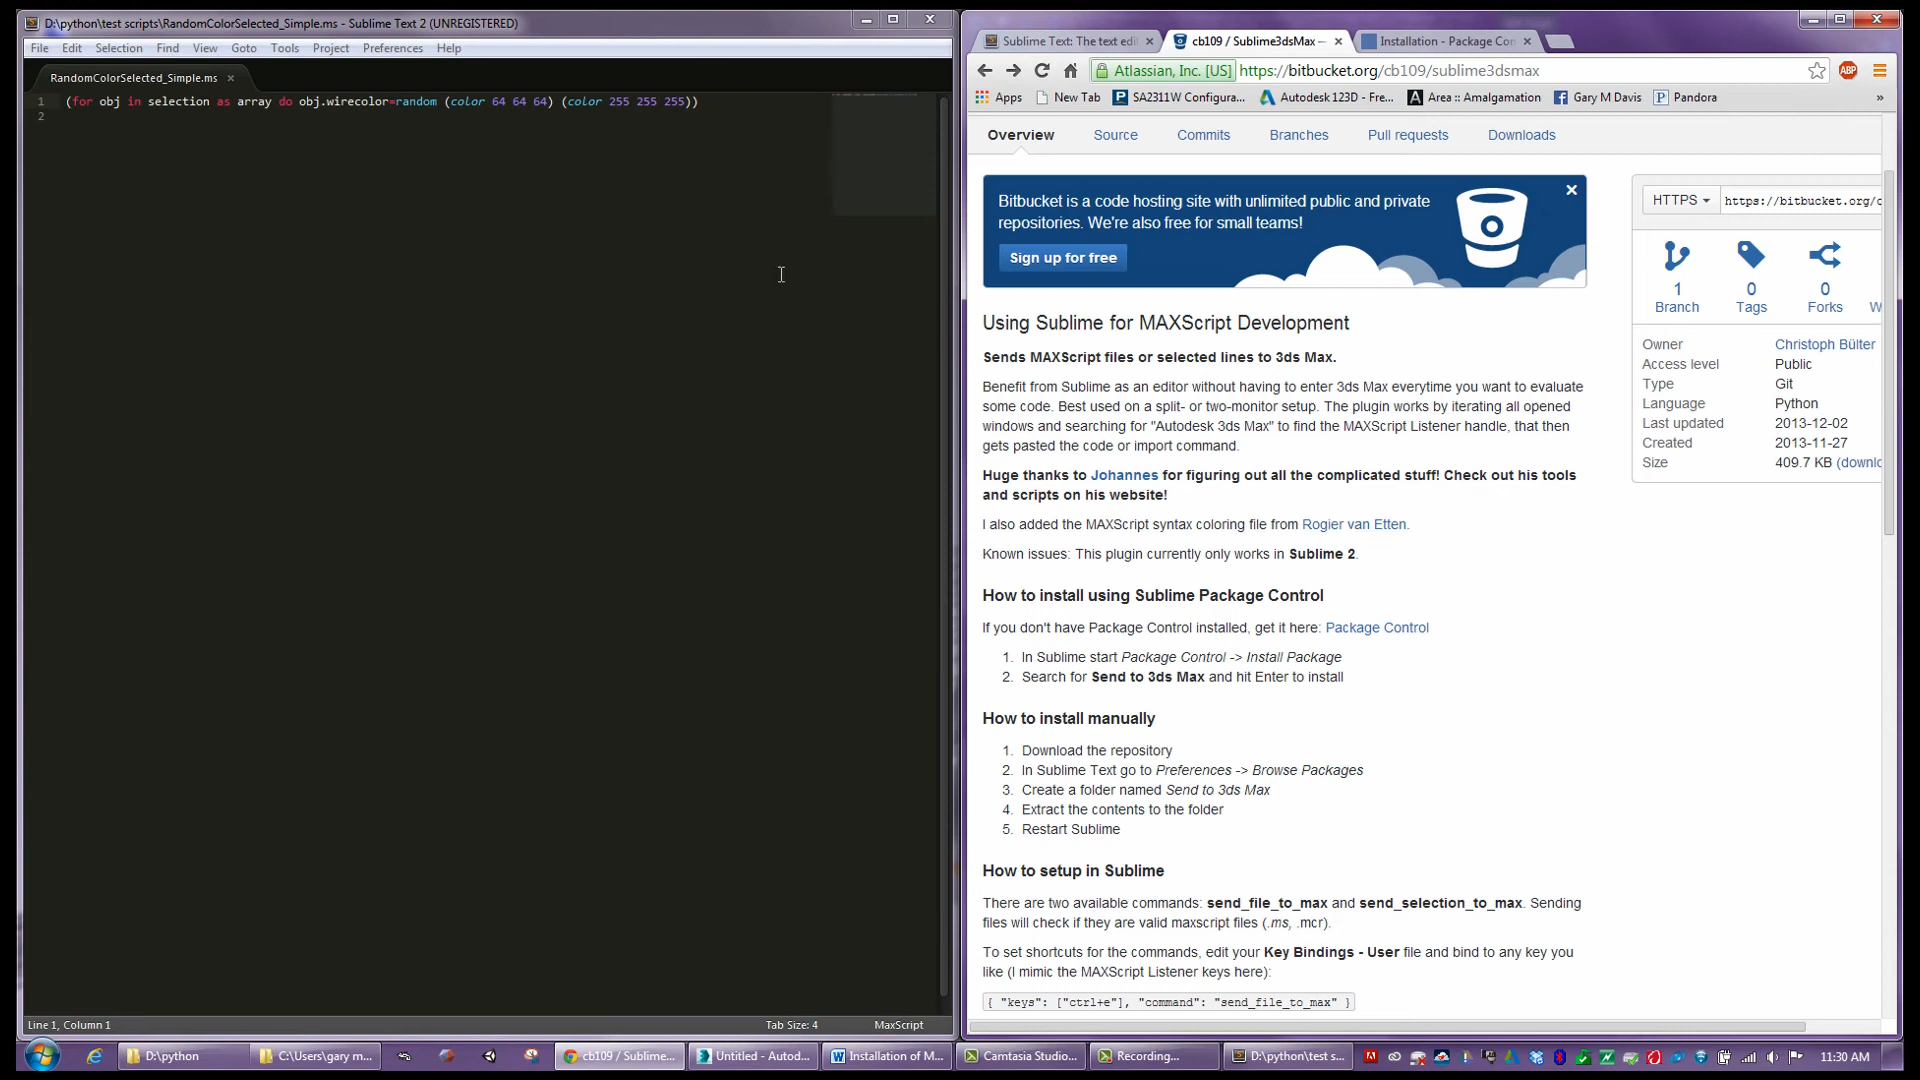 D:\python\test scripts\RandomColorSelected_Simple.ms - Sublime Text 2 (UNREGISTERED)
File Edit Selection Find View Goto Tools Project Preferences Help
RandomColorSelected_Simple.ms ×
1 (for obj in selection as array do obj.wirecolor=random (color 64 64 64) (color 255 255 255))
2
Line 1, Column 1
Tab Size: 4
MaxScript
Sublime Text: The text edi
cb109 / Sublime3dsMax —
Installation - Package Con
Atlassian, Inc. [US] https://bitbucket.org/cb109/sublime3dsmax
ABP
Apps New Tab SA2311W Configura... Autodesk 123D - Fre... Area :: Amalgamation Gary M Davis Pandora »
Overview Source Commits Branches Pull requests Downloads
Bitbucket is a code hosting site with unlimited public and private
repositories. We're also free for small teams!
Sign up for free
Using Sublime for MAXScript Development
Sends MAXScript files or selected lines to 3ds Max.
Benefit from Sublime as an editor without having to enter 3ds Max everytime you want to evaluate
some code. Best used on a split- or two-monitor setup. The plugin works by iterating all opened
windows and searching for "Autodesk 3ds Max" to find the MAXScript Listener handle, that then
gets pasted the code or import command.
Huge thanks to Johannes for figuring out all the complicated stuff! Check out his tools
and scripts on his website!
I also added the MAXScript syntax coloring file from Rogier van Etten.
Known issues: This plugin currently only works in Sublime 2.
How to install using Sublime Package Control
If you don't have Package Control installed, get it here: Package Control
1. In Sublime start Package Control -> Install Package
2. Search for Send to 3ds Max and hit Enter to install
How to install manually
1. Download the repository
2. In Sublime Text go to Preferences -> Browse Packages
3. Create a folder named Send to 3ds Max
4. Extract the contents to the folder
5. Restart Sublime
How to setup in Sublime
There are two available commands: send_file_to_max and send_selection_to_max. Sending
files will check if they are valid maxscript files (.ms, .mcr).
To set shortcuts for the commands, edit your Key Bindings - User file and bind to any key you
like (I mimic the MAXScript Listener keys here):
{ "keys": ["ctrl+e"], "command": "send_file_to_max" }
HTTPS https://bitbucket.org/c
1 0 0
Branch Tags Forks W
Owner Christoph Bülter
Access level Public
Type Git
Language Python
Last updated 2013-12-02
Created 2013-11-27
Size 409.7 KB (downlo
D:\python
C:\Users\gary m...
cb109 / Sublime...
Untitled - Autod...
Installation of M...
Camtasia Studio...
Recording...
D:\python\test s...
11:30 AM